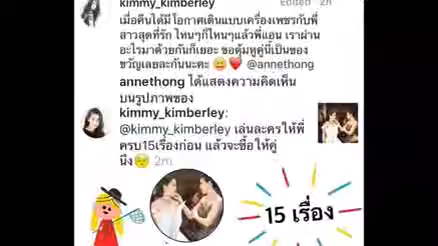 kimmy_kimberley
Edited 2h
เมื่อคืนได้มีโอกาศเดินแบบเครื่องเพชรกับพี่
สาวสุดที่รัก ไหนๆก็ไหนๆแล้วพี่แอน เราผ่าน
อะไรมาด้วยกันก็เยอะ ขอตุ้มหูคู่นี้เป็นของ
ขวัญเลยละกันนะคะ 😄❤️ @annethong
annethong ได้แสดงความคิดเห็น
บนรูปภาพของ
kimmy_kimberley:
@kimmy_kimberley เล่นละครให้พี่
ครบ15เรื่องก่อน แล้วจะซื้อให้คู่
นึง😴 2m
15 เรื่อง